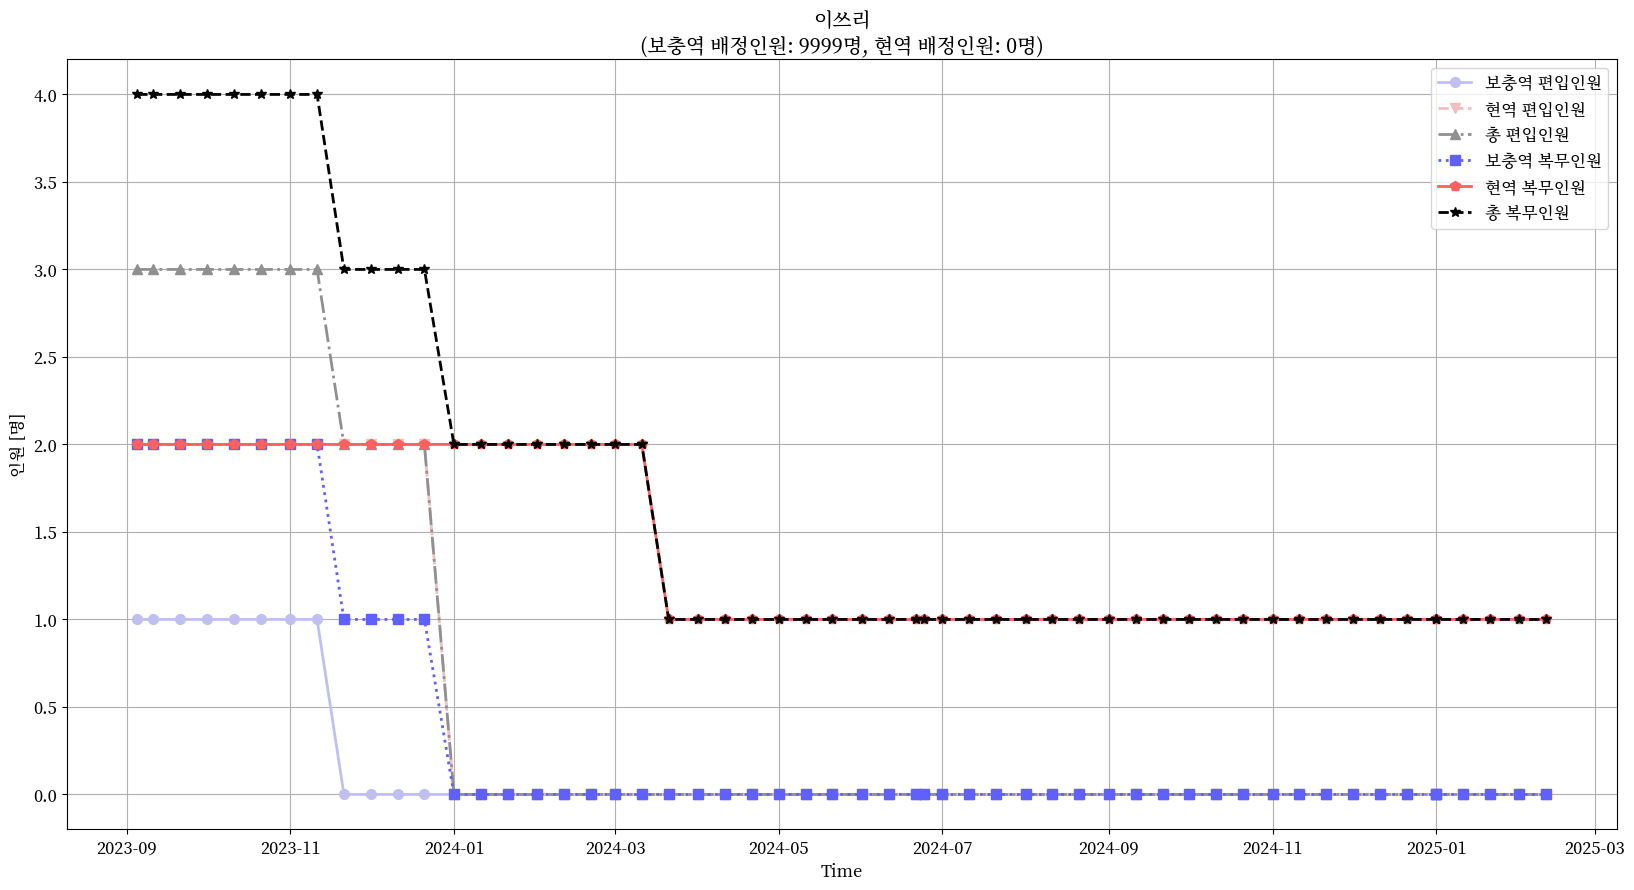 이쓰리
(보충역 배정인원: 9999명, 현역 배정인원: 0명)
보충역 편입인원
현역 편입인원
총 편입인원
보충역 복무인원
현역 복무인원
총 복무인원
인원 [명]
4.0
3.5
3.0
2.5
2.0
1.5
1.0
0.5
0.0
2023-09
2023-11
2024-01
2024-03
2024-05
2024-07
2024-09
2024-11
2025-01
2025-03
Time